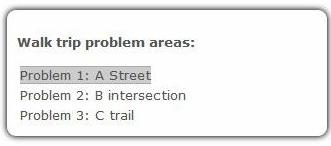 Walk trip problem areas:
Problem 1: A Street
Problem 2: B intersection
Problem 3: C trail